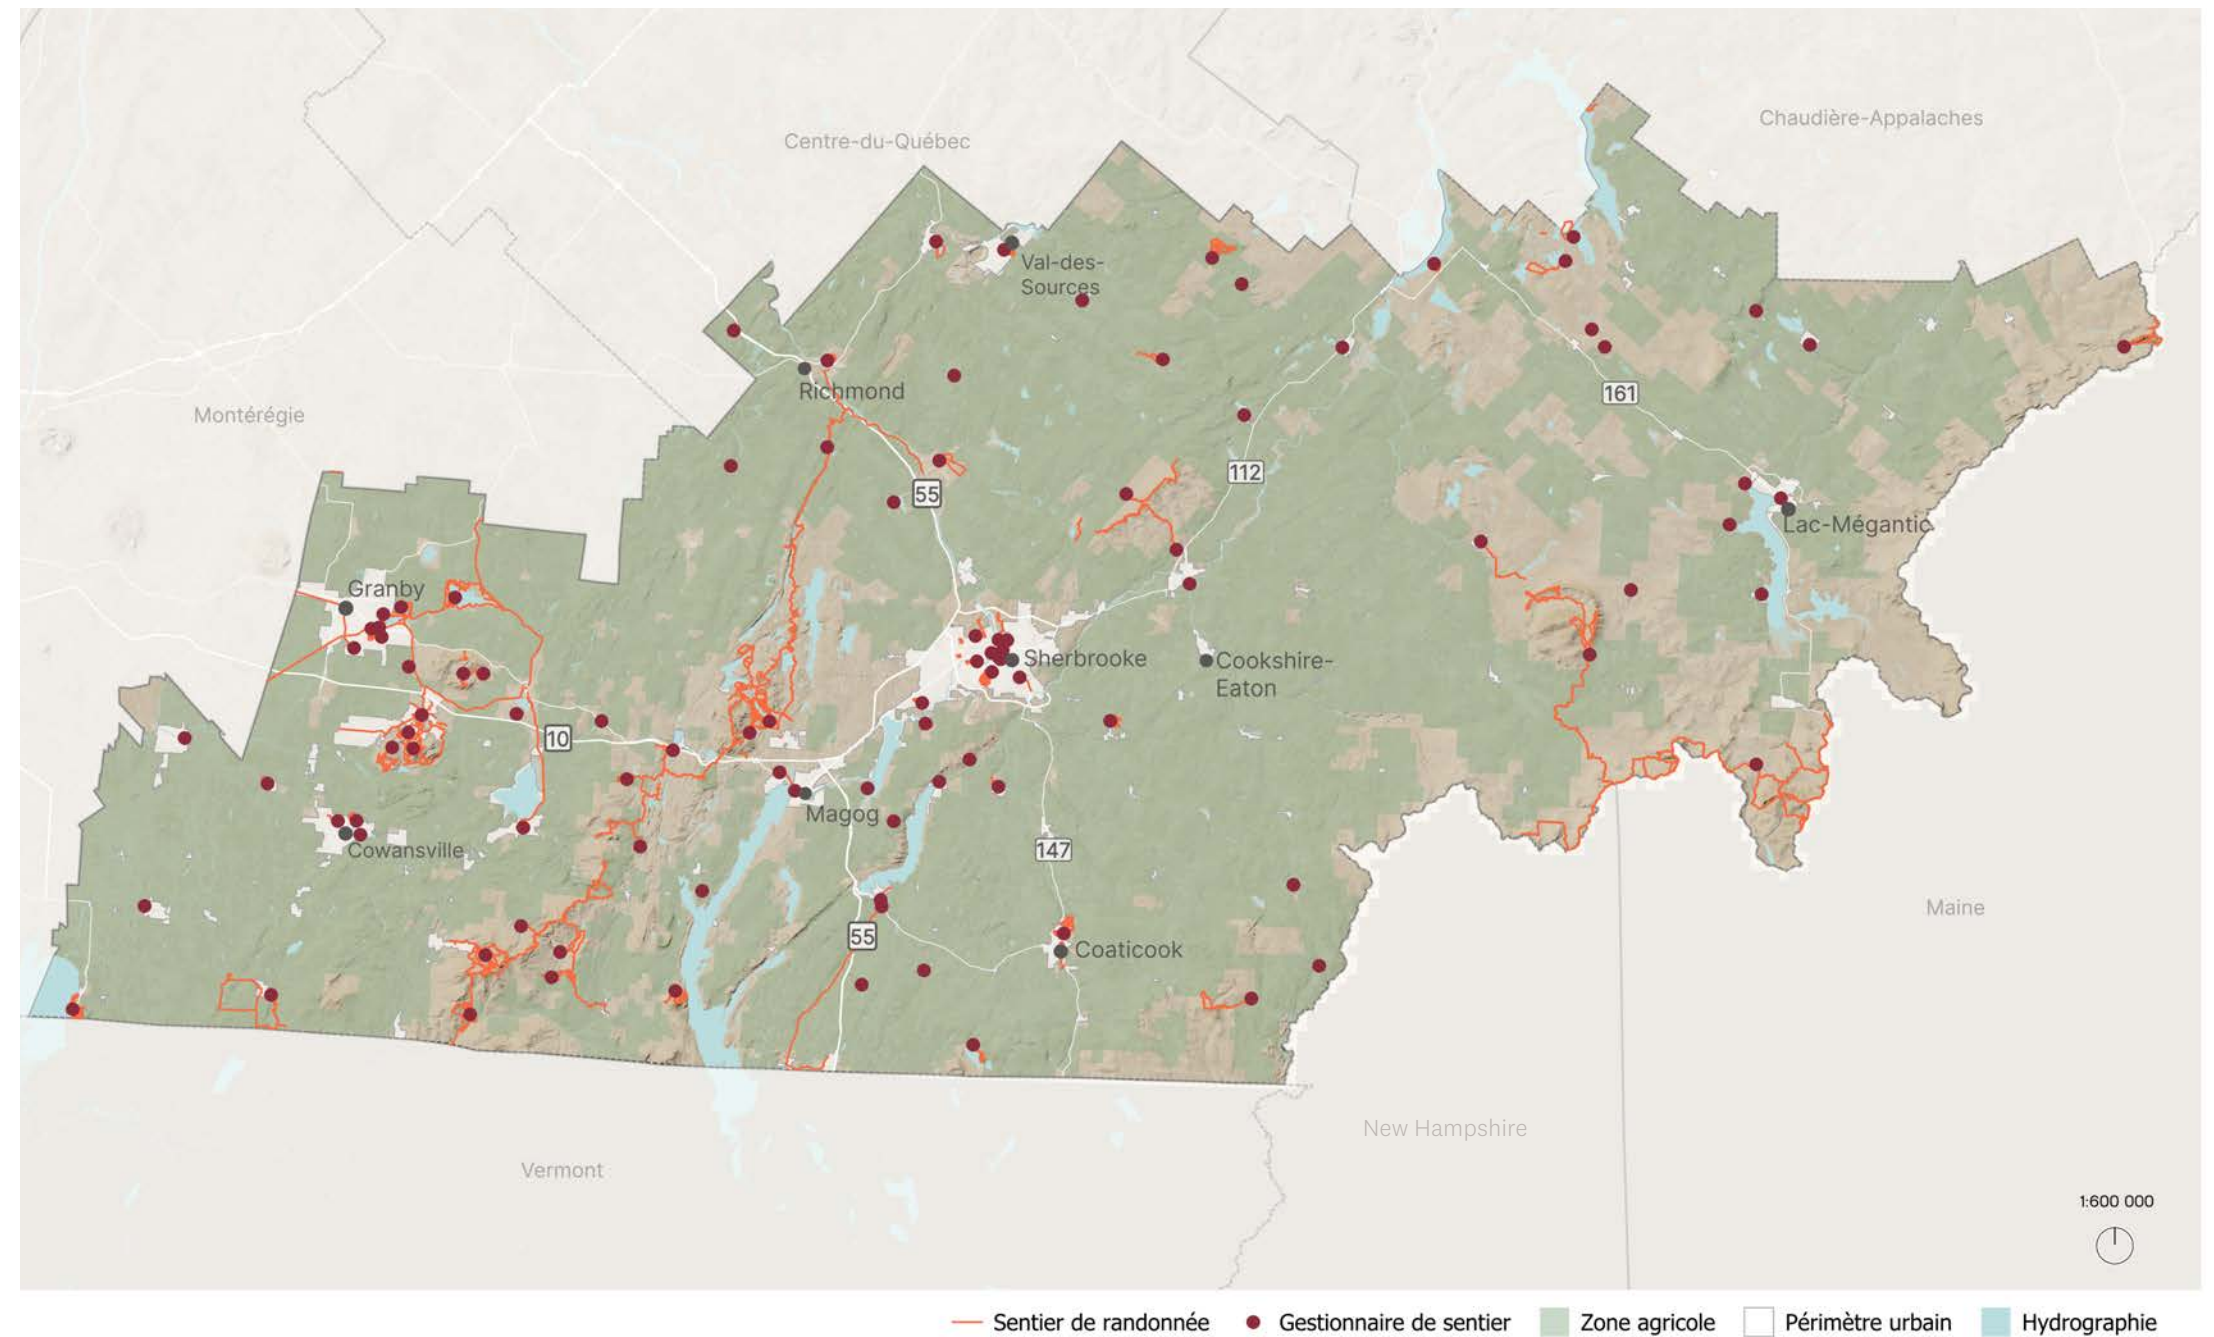 Chaudière-Appalaches
Centre-du-Québec
Val-des-
Sources
Richmond
161
Montérégie
112
55
Lac-Mégantic
Granby
Sherbrooke
Cookshire-
Eaton
10
Magog
147
Cowansville
Maine
55
Coaticook
New Hampshire
Vermont
1:600 000
Sentier de randonnée
Gestionnaire de sentier
Zone agricole
Périmètre urbain
Hydrographie